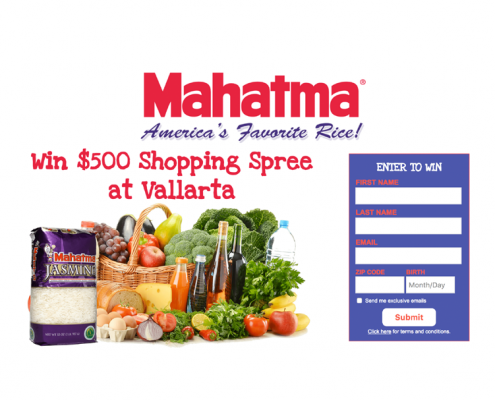 Mahatma®
America's Favorite Rice!
Win $500 Shopping Spree
at Vallarta
ENTER TO WIN
FIRST NAME
LAST NAME
EMAIL
ZIP CODE BIRTH
Month/Day
Send me exclusive emails
Submit
Click here for terms and conditions.
Mahatma
JASMINE